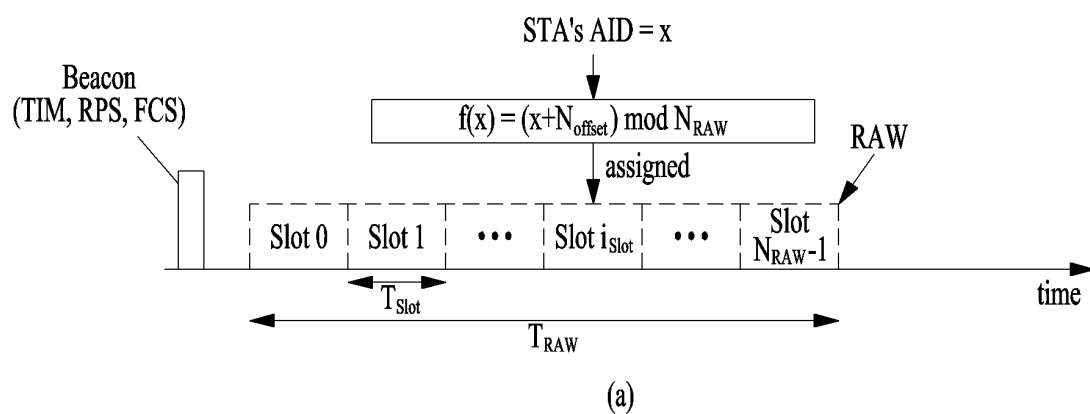 STA's AID = x
Beacon
(TIM, RPS, FCS)
f(x) = (x+N_offset) mod N_RAW
RAW
assigned
Slot 0
Slot 1
•••
Slot i_Slot
•••
Slot
N_RAW-1
T_Slot
time
T_RAW
(a)